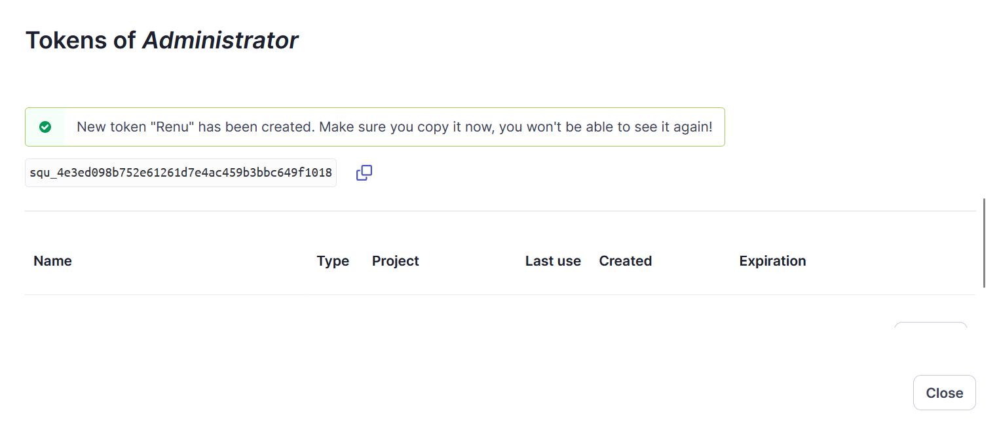 Tokens of Administrator
New token "Renu" has been created. Make sure you copy it now, you won't be able to see it again!
squ_4e3ed098b752e61261d7e4ac459b3bbc649f1018
Name Type Project Last use Created Expiration
Close